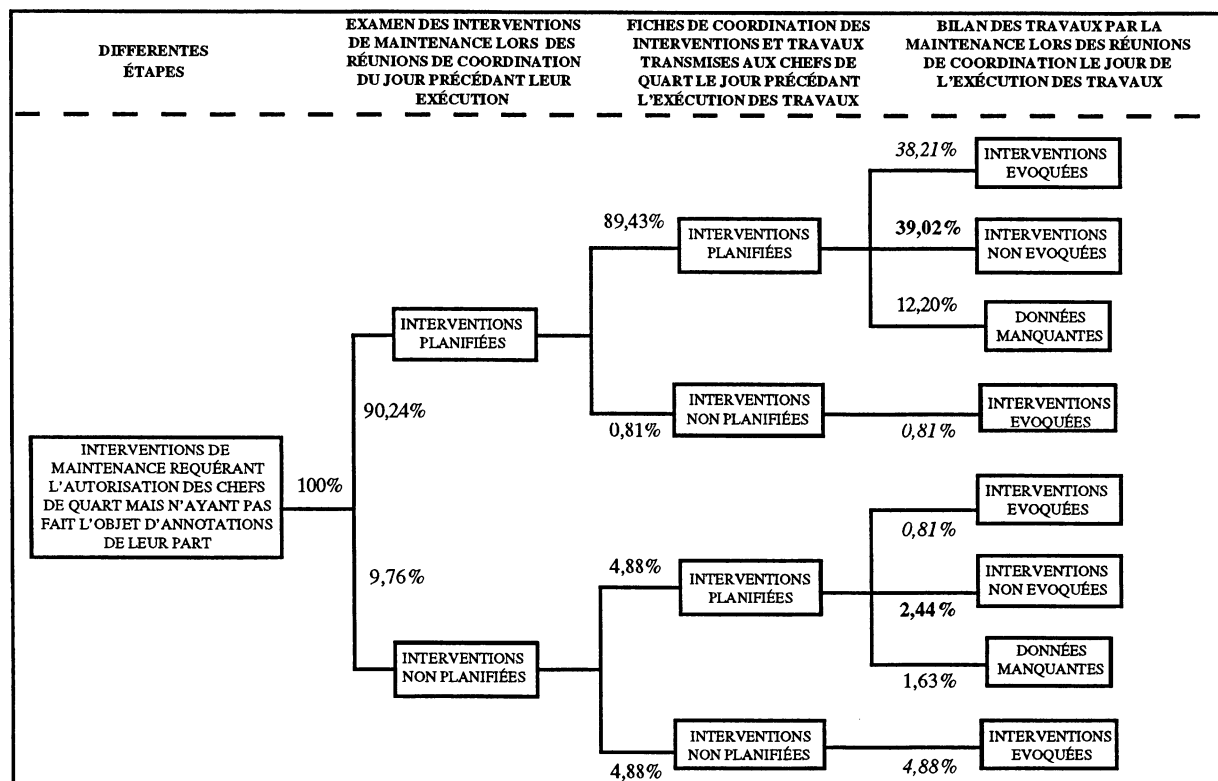 DIFFERENTES
ÉTAPES
EXAMEN DES INTERVENTIONS
DE MAINTENANCE LORS DES
RÉUNIONS DE COORDINATION
DU JOUR PRÉCÉDANT LEUR
EXÉCUTION
FICHES DE COORDINATION DES
INTERVENTIONS ET TRAVAUX
TRANSMISES AUX CHEFS DE
QUART LE JOUR PRÉCÉDANT
L'EXÉCUTION DES TRAVAUX
BILAN DES TRAVAUX PAR LA
MAINTENANCE LORS DES RÉUNIONS
DE COORDINATION LE JOUR DE
L'EXÉCUTION DES TRAVAUX
INTERVENTIONS DE
MAINTENANCE REQUÉRANT
L'AUTORISATION DES CHEFS
DE QUART MAIS N'AYANT PAS
FAIT L'OBJET D'ANNOTATIONS
DE LEUR PART
100%
90,24%
INTERVENTIONS
PLANIFIÉES
89,43%
INTERVENTIONS
PLANIFIÉES
38,21%
INTERVENTIONS
EVOQUÉES
39,02%
INTERVENTIONS
NON EVOQUÉES
12,20%
DONNÉES
MANQUANTES
0,81%
INTERVENTIONS
NON PLANIFIÉES
0,81%
INTERVENTIONS
EVOQUÉES
9,76%
INTERVENTIONS
NON PLANIFIÉES
4,88%
INTERVENTIONS
PLANIFIÉES
0,81%
INTERVENTIONS
EVOQUÉES
2,44%
INTERVENTIONS
NON EVOQUÉES
1,63%
DONNÉES
MANQUANTES
4,88%
INTERVENTIONS
NON PLANIFIÉES
4,88%
INTERVENTIONS
EVOQUÉES